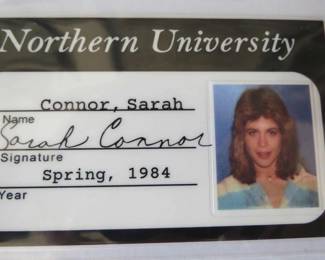 Northern University
Connor, Sarah
Name
Sarah Connor
Signature
Spring, 1984
Year